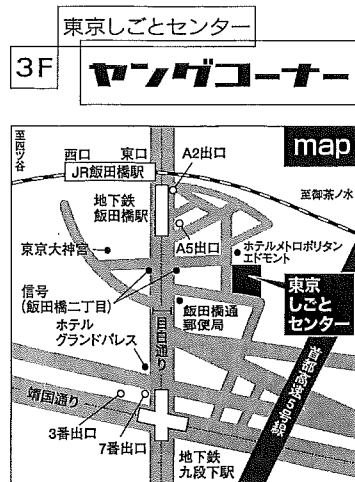 東京しごとセンター
3F
ヤングコーナー
map
至四ッ谷
西口
東口
A2出口
JR飯田橋駅
至御茶ノ水
地下鉄
飯田橋駅
A5出口
東京大神宮
ホテルメトロポリタン
エドモント
東京
しごと
センター
信号
(飯田橋二丁目)
飯田橋通
郵便局
目白通り
ホテル
グランドパレス
首都高速5号線
靖国通り
3番出口
7番出口
地下鉄
九段下駅